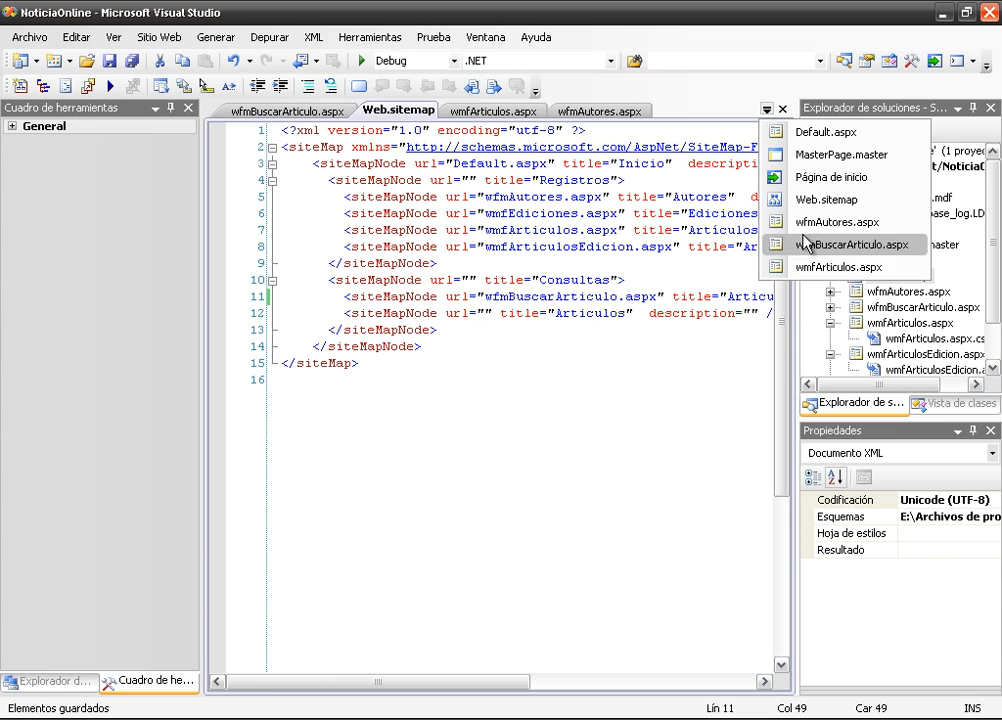 NoticiaOnline - Microsoft Visual Studio
Archivo Editar Ver Sitio Web Generar Depurar XML Herramientas Prueba Ventana Ayuda
Debug .NET
Cuadro de herramientas
General
wfmBuscarArticulo.aspx Web.sitemap wmfArticulos.aspx wfmAutores.aspx
Explorador de soluciones - S...
1 <?xml version="1.0" encoding="utf-8" ?>
2 <siteMap xmlns="http://schemas.microsoft.com/AspNet/SiteMap-F
3 <siteMapNode url="Default.aspx" title="Inicio" descripti
4 <siteMapNode url="" title="Registros">
5 <siteMapNode url="wfmAutores.aspx" title="Autores" d
6 <siteMapNode url="wmfEdiciones.aspx" title="Ediciones
7 <siteMapNode url="wmfArticulos.aspx" title="Artículos
8 <siteMapNode url="wmfArticulosEdicion.aspx" title="Ar
9 </siteMapNode>
10 <siteMapNode url="" title="Consultas">
11 <siteMapNode url="wfmBuscarArticulo.aspx" title="Articu
12 <siteMapNode url="" title="Articulos" description="" /
13 </siteMapNode>
14 </siteMapNode>
15 </siteMap>
16
Default.aspx
MasterPage.master
Página de inicio
Web.sitemap
wfmAutores.aspx
wfmBuscarArticulo.aspx
wmfArticulos.aspx
' (1 proyec
t/NoticiaO
.mdf
base_log.LD
naster
wfmAutores.aspx
wfmBuscarArticulo.aspx
wmfArticulos.aspx
wmfArticulos.aspx.cs
wmfArticulosEdicion.aspx
wmfArticulosEdicion.a
Explorador de s... Vista de clases
Propiedades
Documento XML
Codificación Unicode (UTF-8)
Esquemas E:\Archivos de pro
Hoja de estilos
Resultado
Explorador d... Cuadro de he...
Elementos guardados Lín 11 Col 49 Car 49 INS